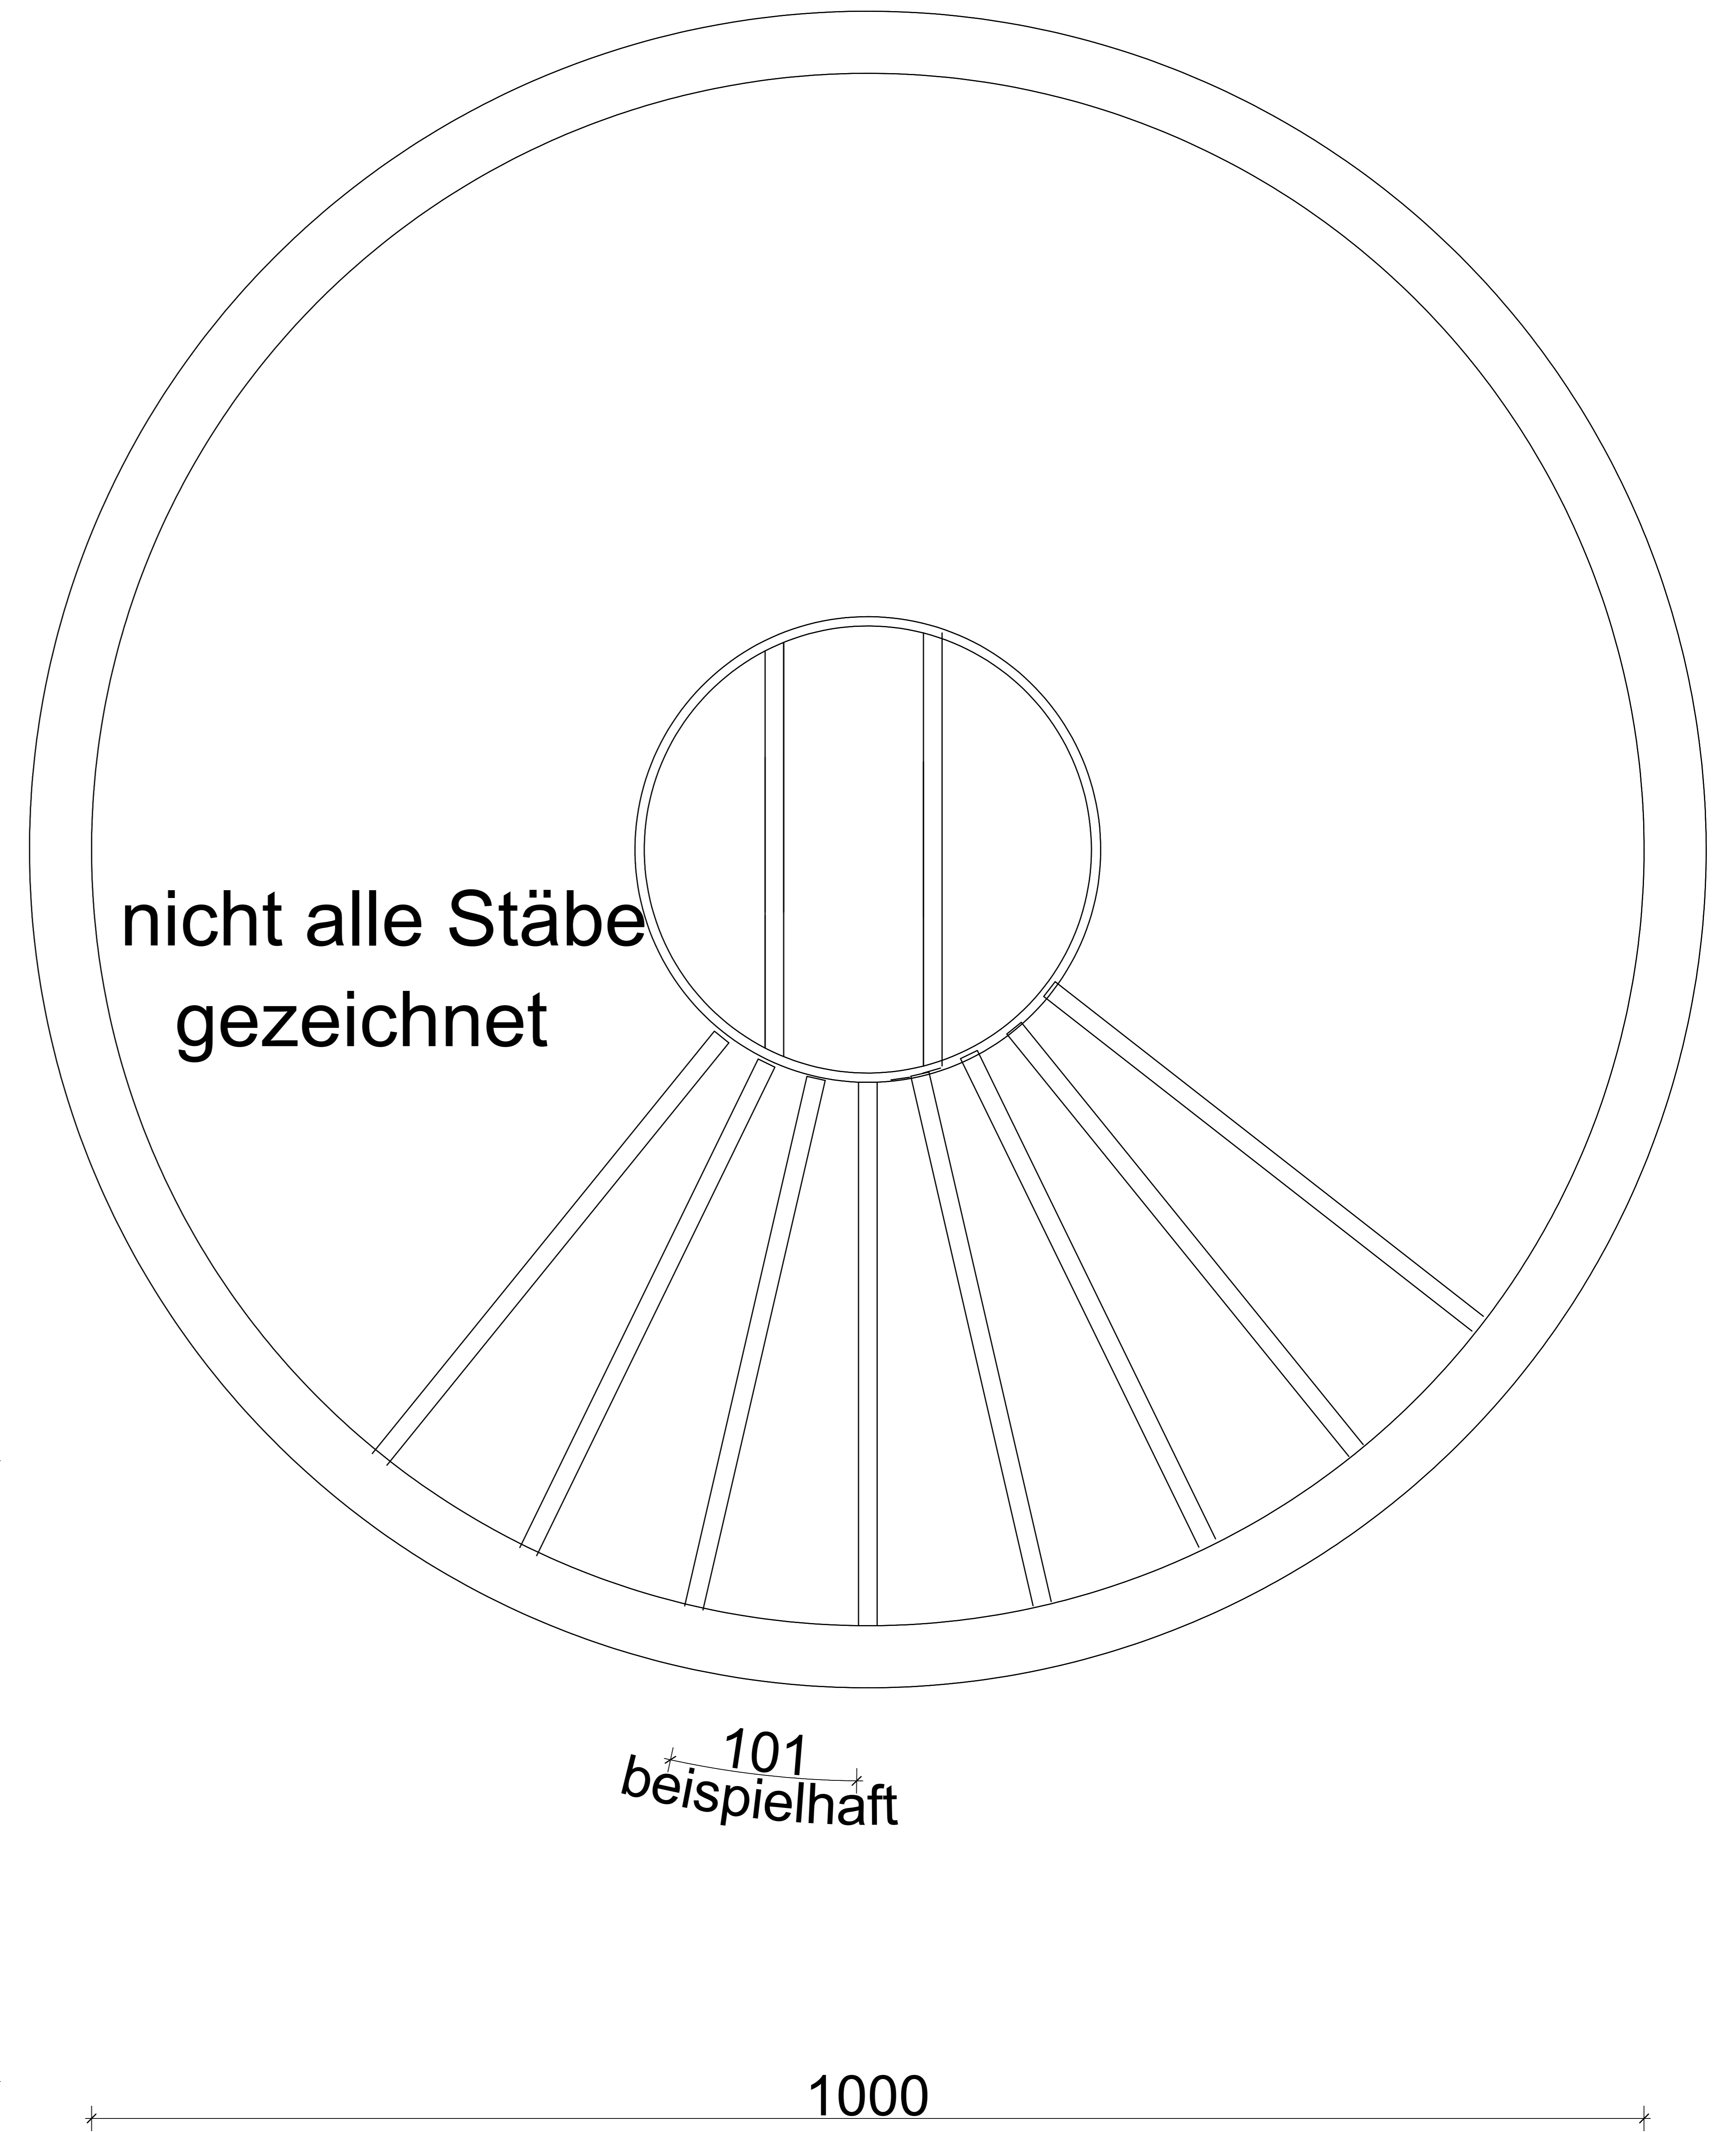 nicht alle Stäbe
gezeichnet
101
beispielhaft
1000